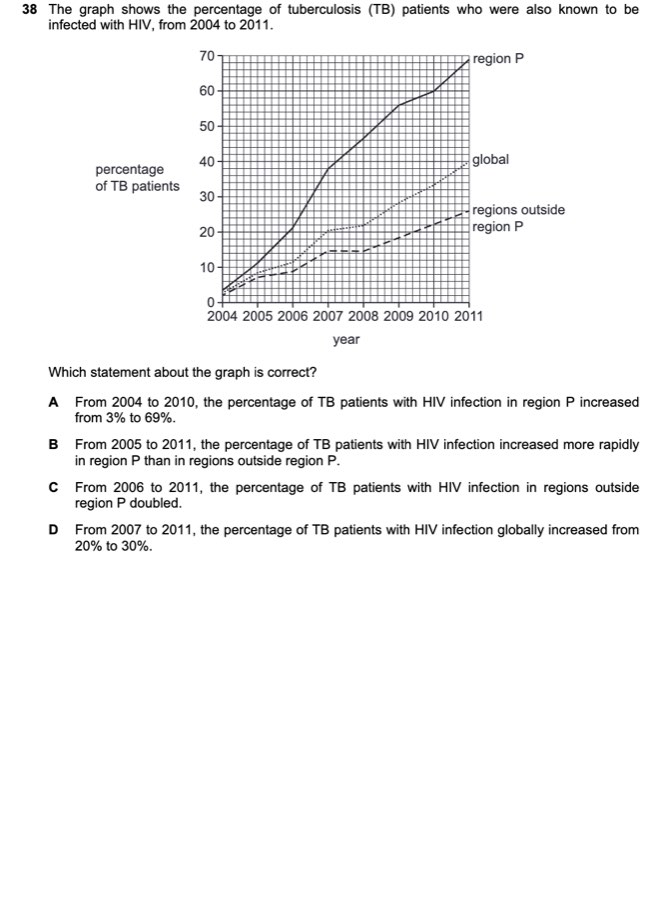 38 The graph shows the percentage of tuberculosis (TB) patients who were also known to be
infected with HIV, from 2004 to 2011.
70
region P
60
50
40
global
percentage
of TB patients
30
regions outside
region P
20
10
0
2004 2005 2006 2007 2008 2009 2010 2011
year
Which statement about the graph is correct?
A From 2004 to 2010, the percentage of TB patients with HIV infection in region P increased
from 3% to 69%.
B From 2005 to 2011, the percentage of TB patients with HIV infection increased more rapidly
in region P than in regions outside region P.
C From 2006 to 2011, the percentage of TB patients with HIV infection in regions outside
region P doubled.
D From 2007 to 2011, the percentage of TB patients with HIV infection globally increased from
20% to 30%.